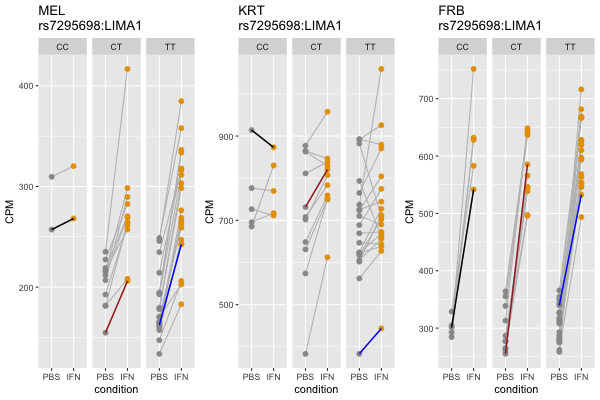 MEL
rs7295698:LIMA1
CC CT TT
CPM
400
300
200
PBS IFN PBS IFN PBS IFN
condition
KRT
rs7295698:LIMA1
CC CT TT
CPM
900
700
500
PBS IFN PBS IFN PBS IFN
condition
FRB
rs7295698:LIMA1
CC CT TT
CPM
700
600
500
400
300
PBS IFN PBS IFN PBS IFN
condition